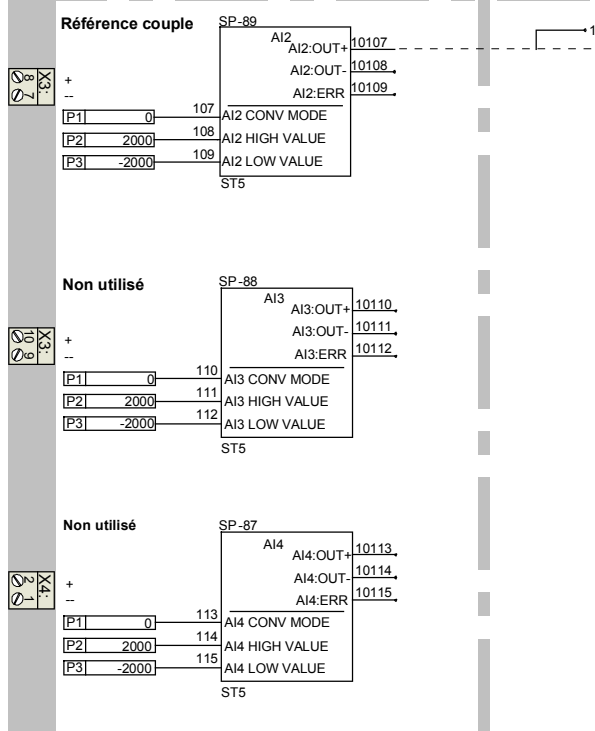 Référence couple
SP-89
AI2
AI2:OUT+ 10107
1
AI2:OUT- 10108
X3: 8 7
+
--
AI2:ERR 10109
P1 0 107 AI2 CONV MODE
P2 2000 108 AI2 HIGH VALUE
P3 -2000 109 AI2 LOW VALUE
ST5
Non utilisé
SP-88
AI3
AI3:OUT+ 10110
AI3:OUT- 10111
X3: 10 9
+
--
AI3:ERR 10112
P1 0 110 AI3 CONV MODE
P2 2000 111 AI3 HIGH VALUE
P3 -2000 112 AI3 LOW VALUE
ST5
Non utilisé
SP-87
AI4
AI4:OUT+ 10113
AI4:OUT- 10114
X4: 2 1
+
--
AI4:ERR 10115
P1 0 113 AI4 CONV MODE
P2 2000 114 AI4 HIGH VALUE
P3 -2000 115 AI4 LOW VALUE
ST5